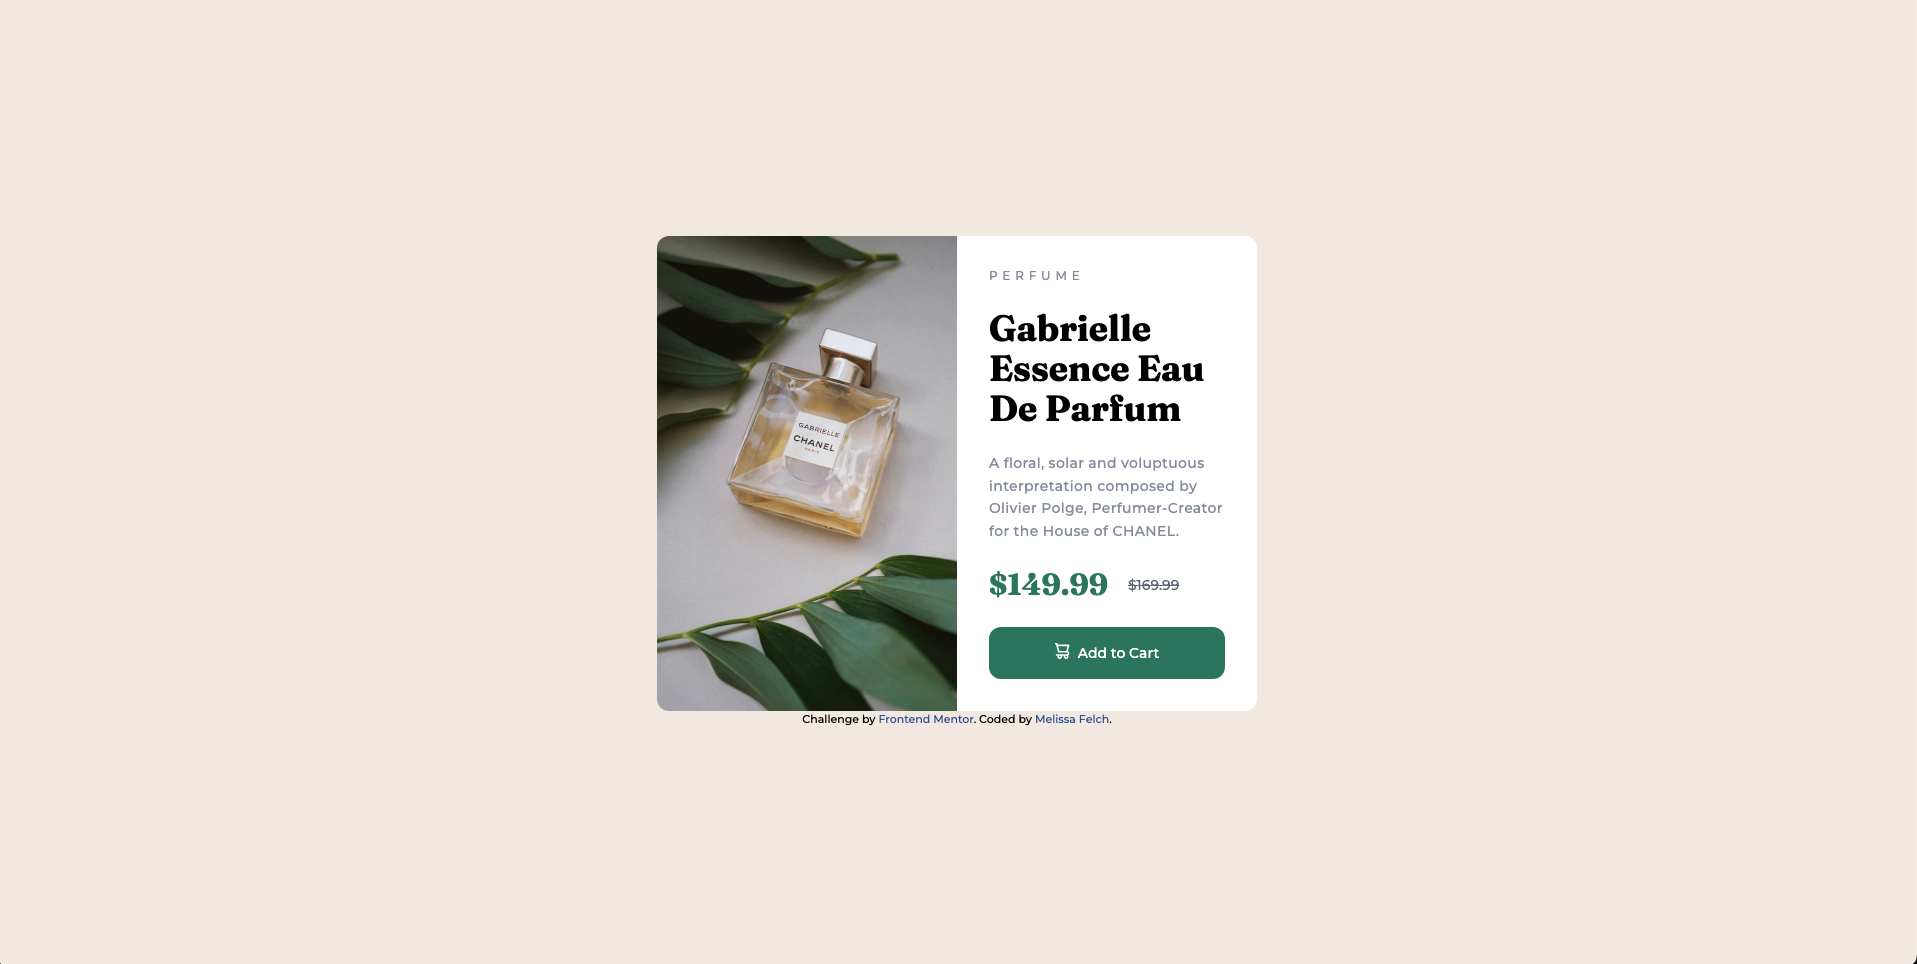 GABRIELLE
CHANEL
PARIS
PERFUME
Gabrielle
Essence Eau
De Parfum
A floral, solar and voluptuous
interpretation composed by
Olivier Polge, Perfumer-Creator
for the House of CHANEL.
$149.99 $169.99
Add to Cart
Challenge by Frontend Mentor. Coded by Melissa Felch.